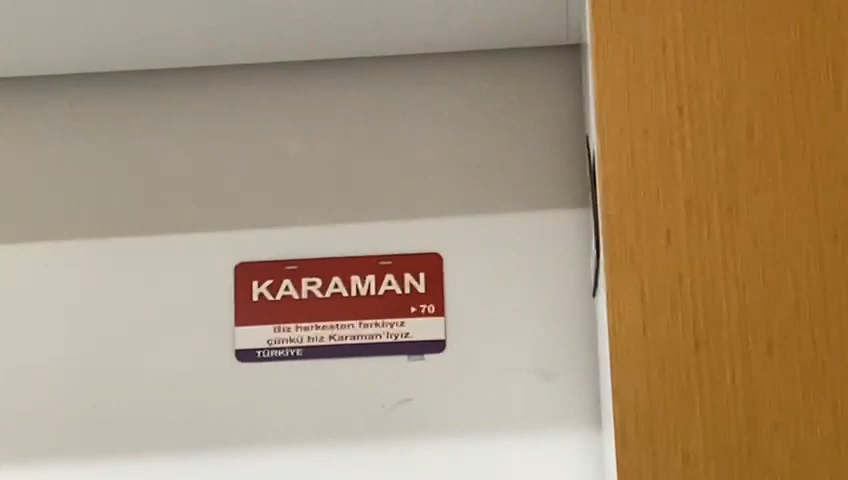 KARAMAN
▸70
Biz herkesten farklıyız
çünkü biz Karaman'lıyız.
TÜRKİYE